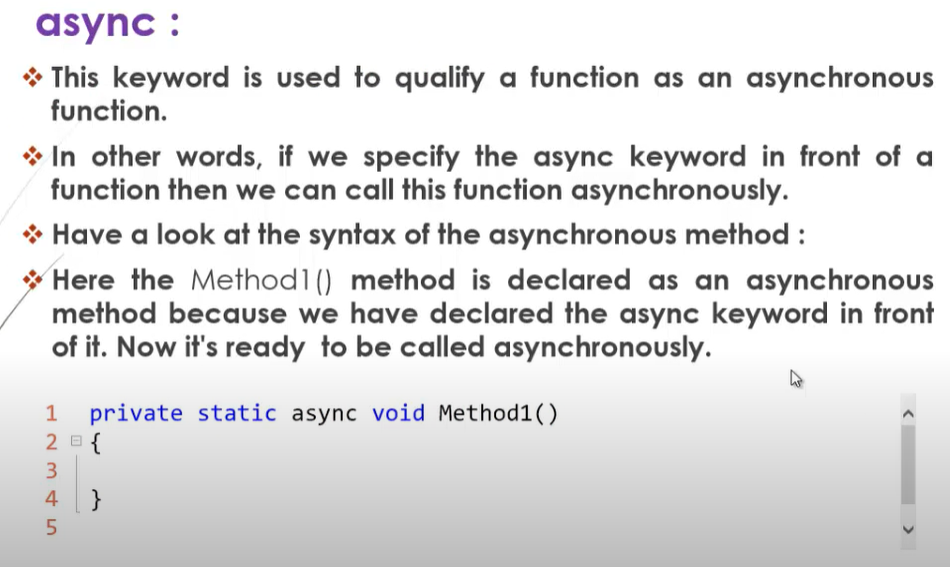 async :
This keyword is used to qualify a function as an asynchronous
function.
In other words, if we specify the async keyword in front of a
function then we can call this function asynchronously.
Have a look at the syntax of the asynchronous method :
Here the Method1() method is declared as an asynchronous
method because we have declared the async keyword in front
of it. Now it's ready to be called asynchronously.
1 private static async void Method1()
2 {
3
4 }
5